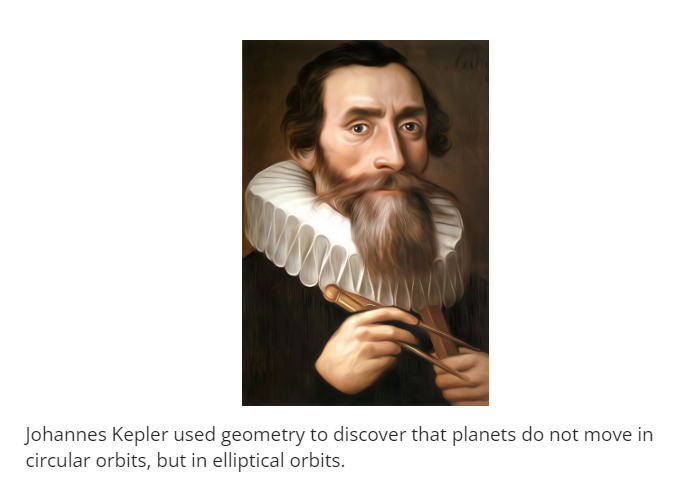 Johannes Kepler used geometry to discover that planets do not move in
circular orbits, but in elliptical orbits.